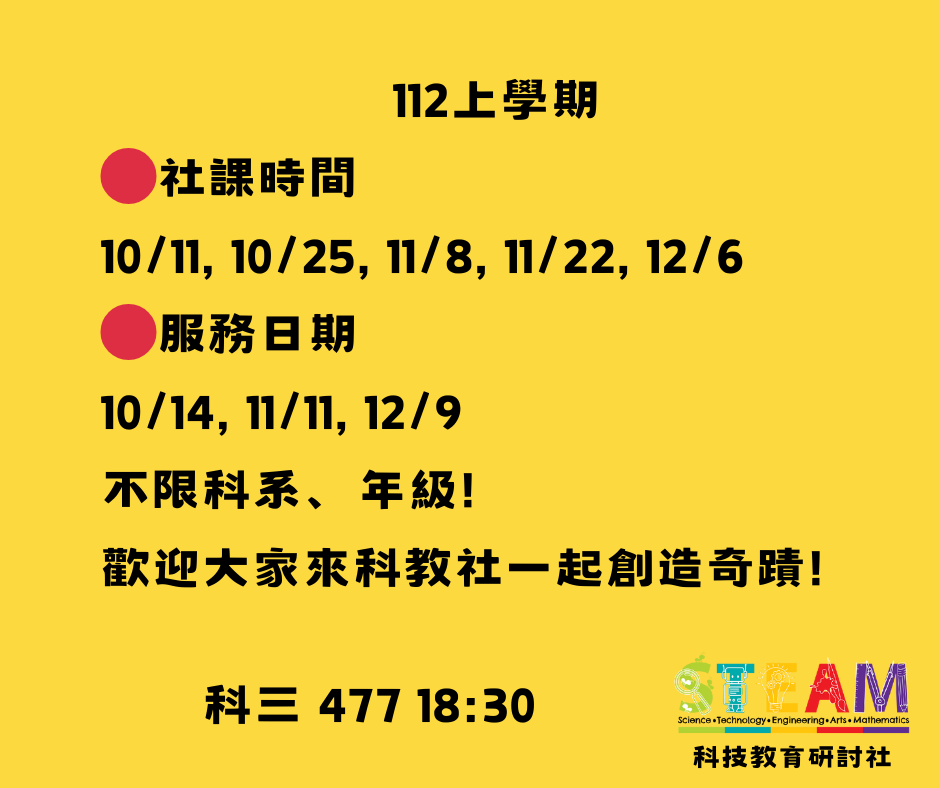 112上學期
社課時間
10/11, 10/25, 11/8, 11/22, 12/6
服務日期
10/14, 11/11, 12/9
不限科系、年級!
歡迎大家來科教社一起創造奇蹟!
科三 477 18:30
STEAM
Science•Technology•Engineering•Arts•Mathematics
科技教育研討社